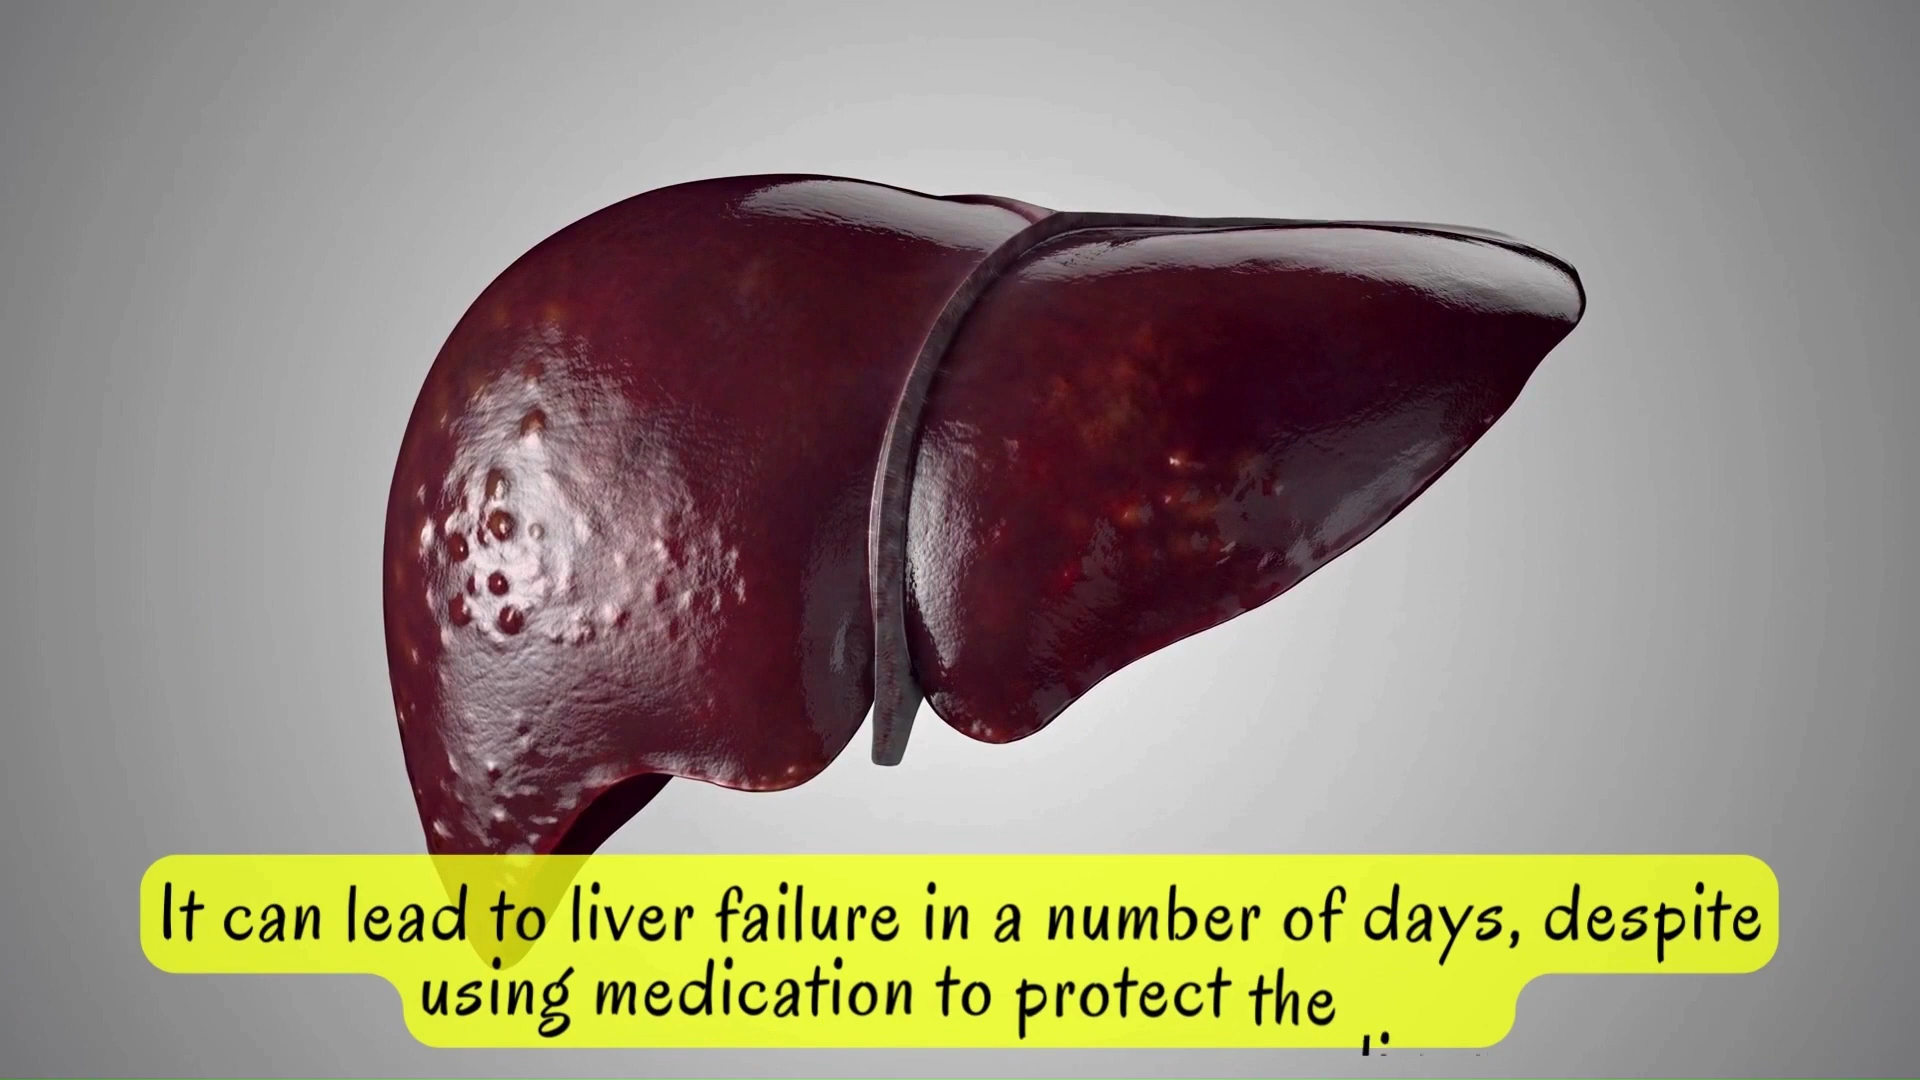 It can lead to liver failure in a number of days, despite
using medication to protect the